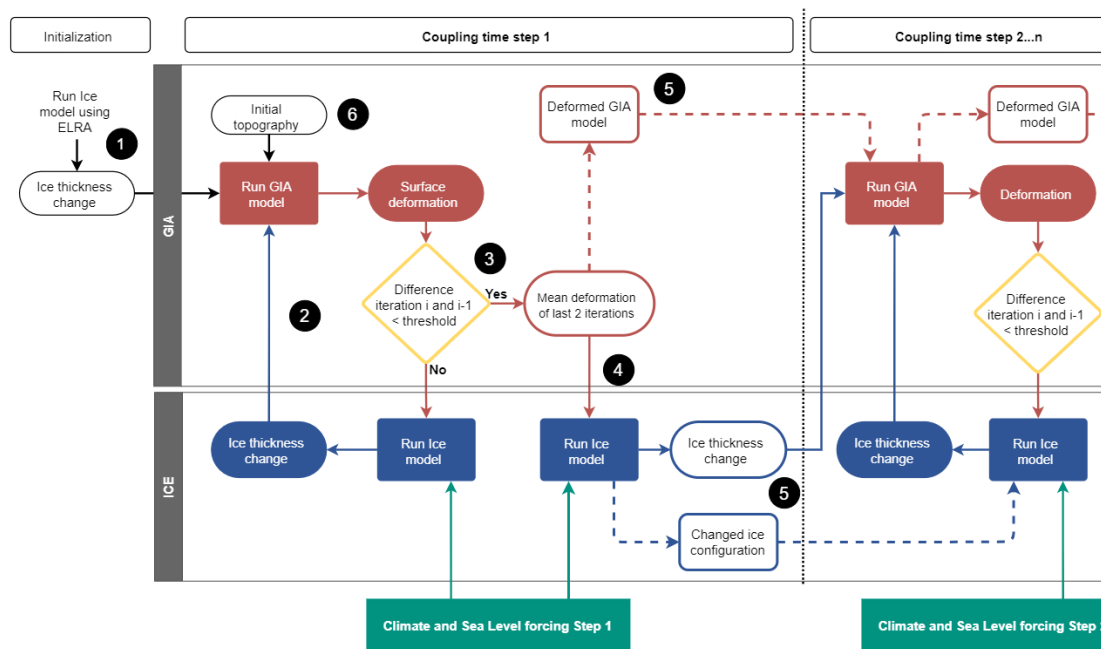 Initialization
Coupling time step 1
Coupling time step 2...n
GIA
ICE
Run Ice
model using
ELRA
1
Ice thickness
change
Initial
topography
6
Run GIA
model
Surface
deformation
2
3
Difference
iteration i and i-1
< threshold
Yes
No
Mean deformation
of last 2 iterations
Deformed GIA
model
5
4
Ice thickness
change
Run Ice
model
Run Ice
model
Ice thickness
change
5
Changed ice
configuration
Climate and Sea Level forcing Step 1
Deformed GIA
model
Run GIA
model
Deformation
Difference
iteration i and i-1
< threshold
Ice thickness
change
Run Ice
model
Climate and Sea Level forcing Step